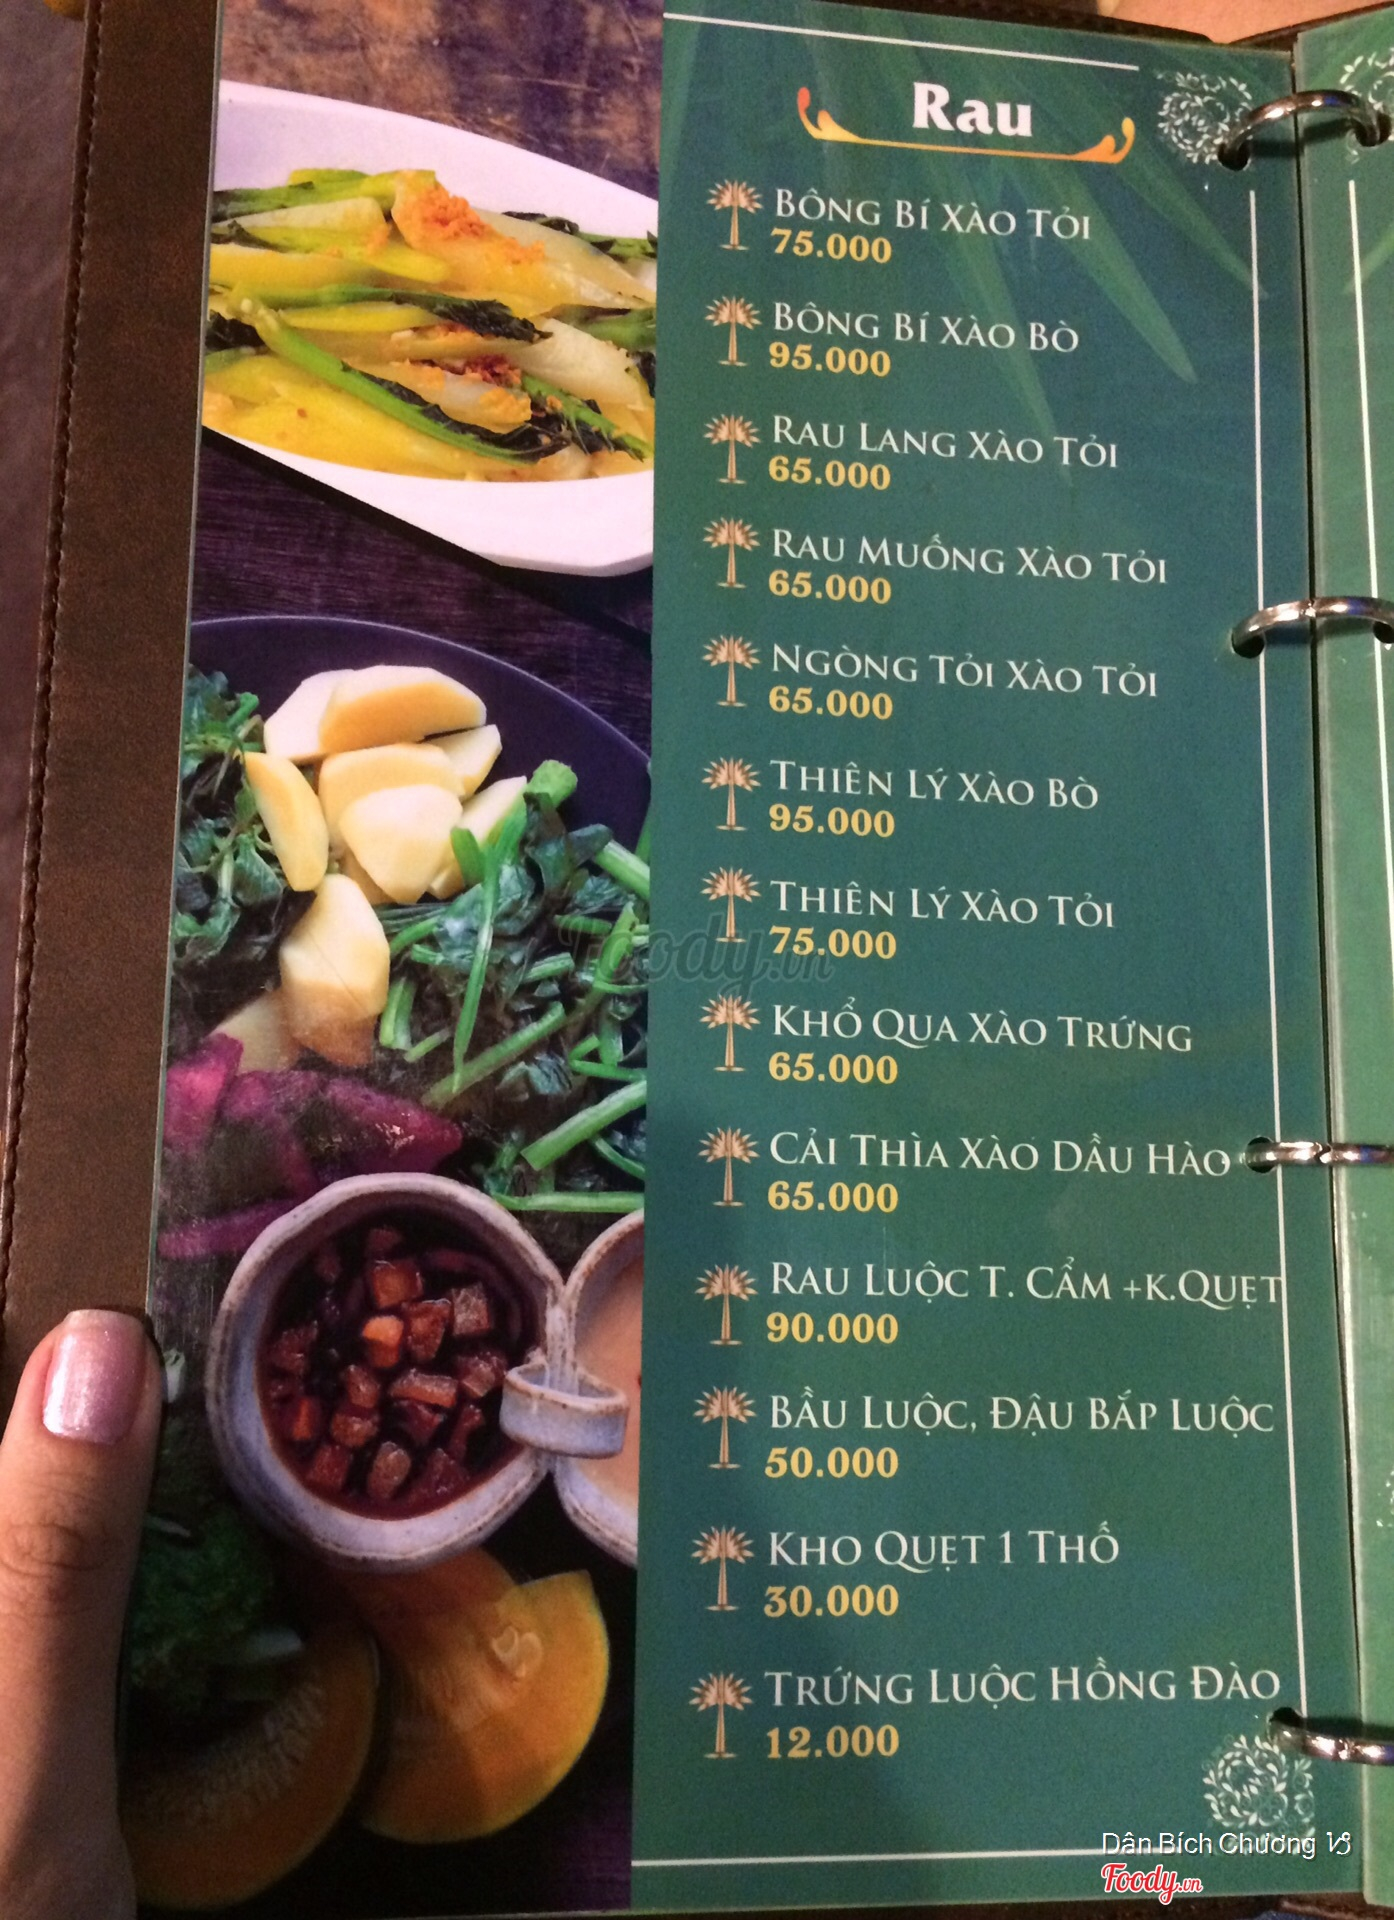 Rau
Bông Bí Xào Tỏi
75.000
Bông Bí Xào Bò
95.000
Rau Lang Xào Tỏi
65.000
Rau Muống Xào Tỏi
65.000
Ngòng Tỏi Xào Tỏi
65.000
Thiên Lý Xào Bò
95.000
Thiên Lý Xào Tỏi
75.000
Foody.vn
Khổ Qua Xào Trứng
65.000
Cải Thìa Xào Dầu Hào
65.000
Rau Luộc T. Cẩm +K.Quẹt
90.000
Bầu Luộc, Đậu Bắp Luộc
50.000
Kho Quẹt 1 Thố
30.000
Trứng Luộc Hồng Đào
12.000
Dân Bích Chương ♑
Foody.vn